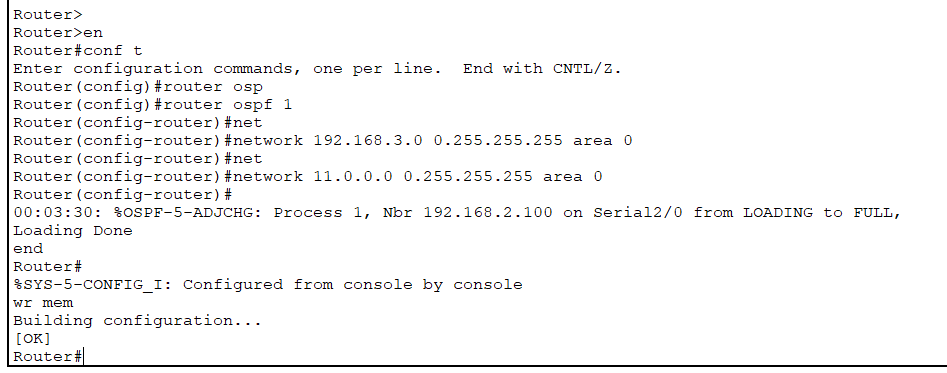 Router>
Router>en
Router#conf t
Enter configuration commands, one per line.  End with CNTL/Z.
Router(config)#router osp
Router(config)#router ospf 1
Router(config-router)#net
Router(config-router)#network 192.168.3.0 0.255.255.255 area 0
Router(config-router)#net
Router(config-router)#network 11.0.0.0 0.255.255.255 area 0
Router(config-router)#
00:03:30: %OSPF-5-ADJCHG: Process 1, Nbr 192.168.2.100 on Serial2/0 from LOADING to FULL,
Loading Done
end
Router#
%SYS-5-CONFIG_I: Configured from console by console
wr mem
Building configuration...
[OK]
Router#